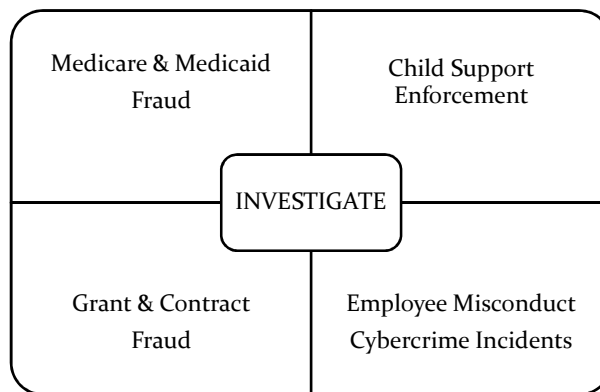 Medicare & Medicaid
Fraud
Child Support
Enforcement
INVESTIGATE
Grant & Contract
Fraud
Employee Misconduct
Cybercrime Incidents